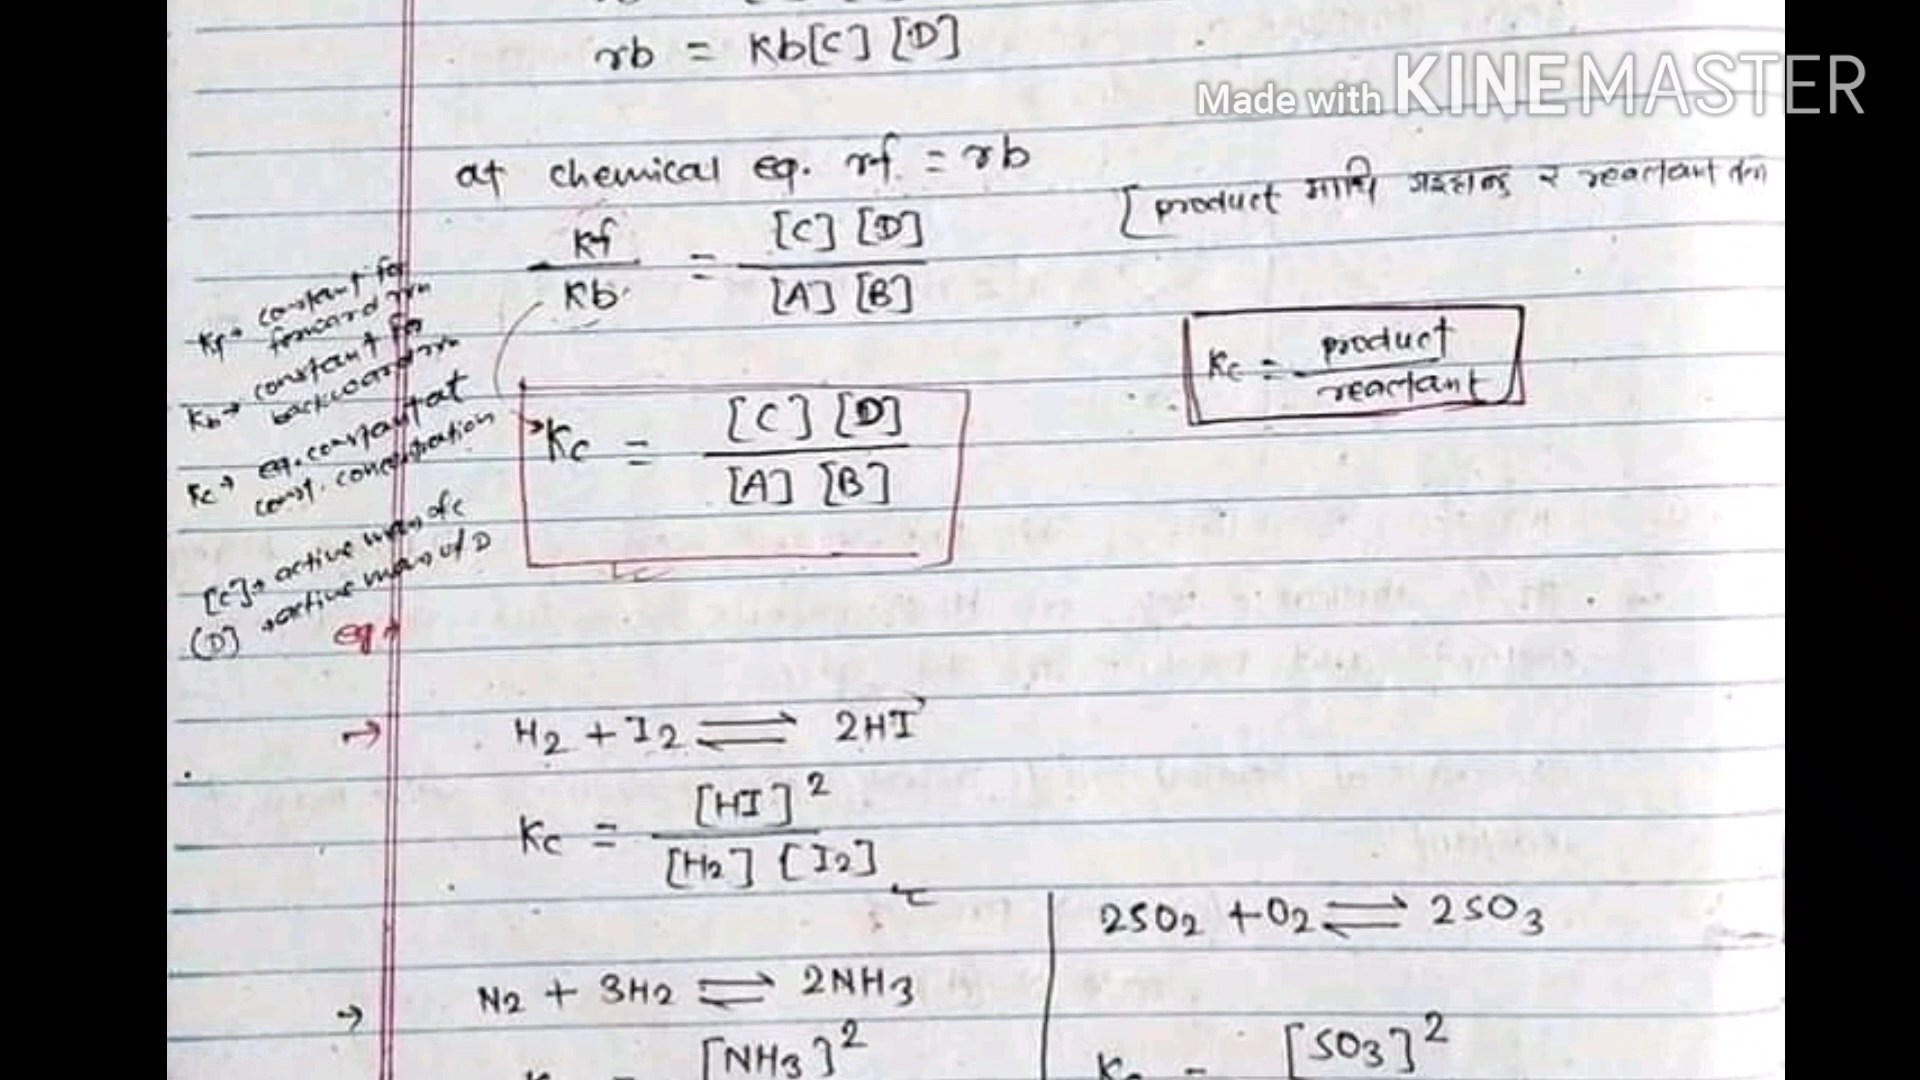 rb = Kb[C] [D]
Made with KINEMASTER
at chemical eq. rf = rb
[product माथि र reactant तल
Kf / Kb = [C] [D] / [A] [B]
Kf→ constant for
forward rxn
Kb→ constant for
backward rxn
Kc→ eq. constant at
const. concentration
Kc = product / reactant
Kc = [C] [D] / [A] [B]
[C]→ active mass of c
[D] →active mass of D
eg→
→ H2 + I2 ⇌ 2HI
Kc = [HI]2 / [H2] [I2]
2SO2 + O2 ⇌ 2SO3
→ N2 + 3H2 ⇌ 2NH3
[NH3]2
[SO3]2